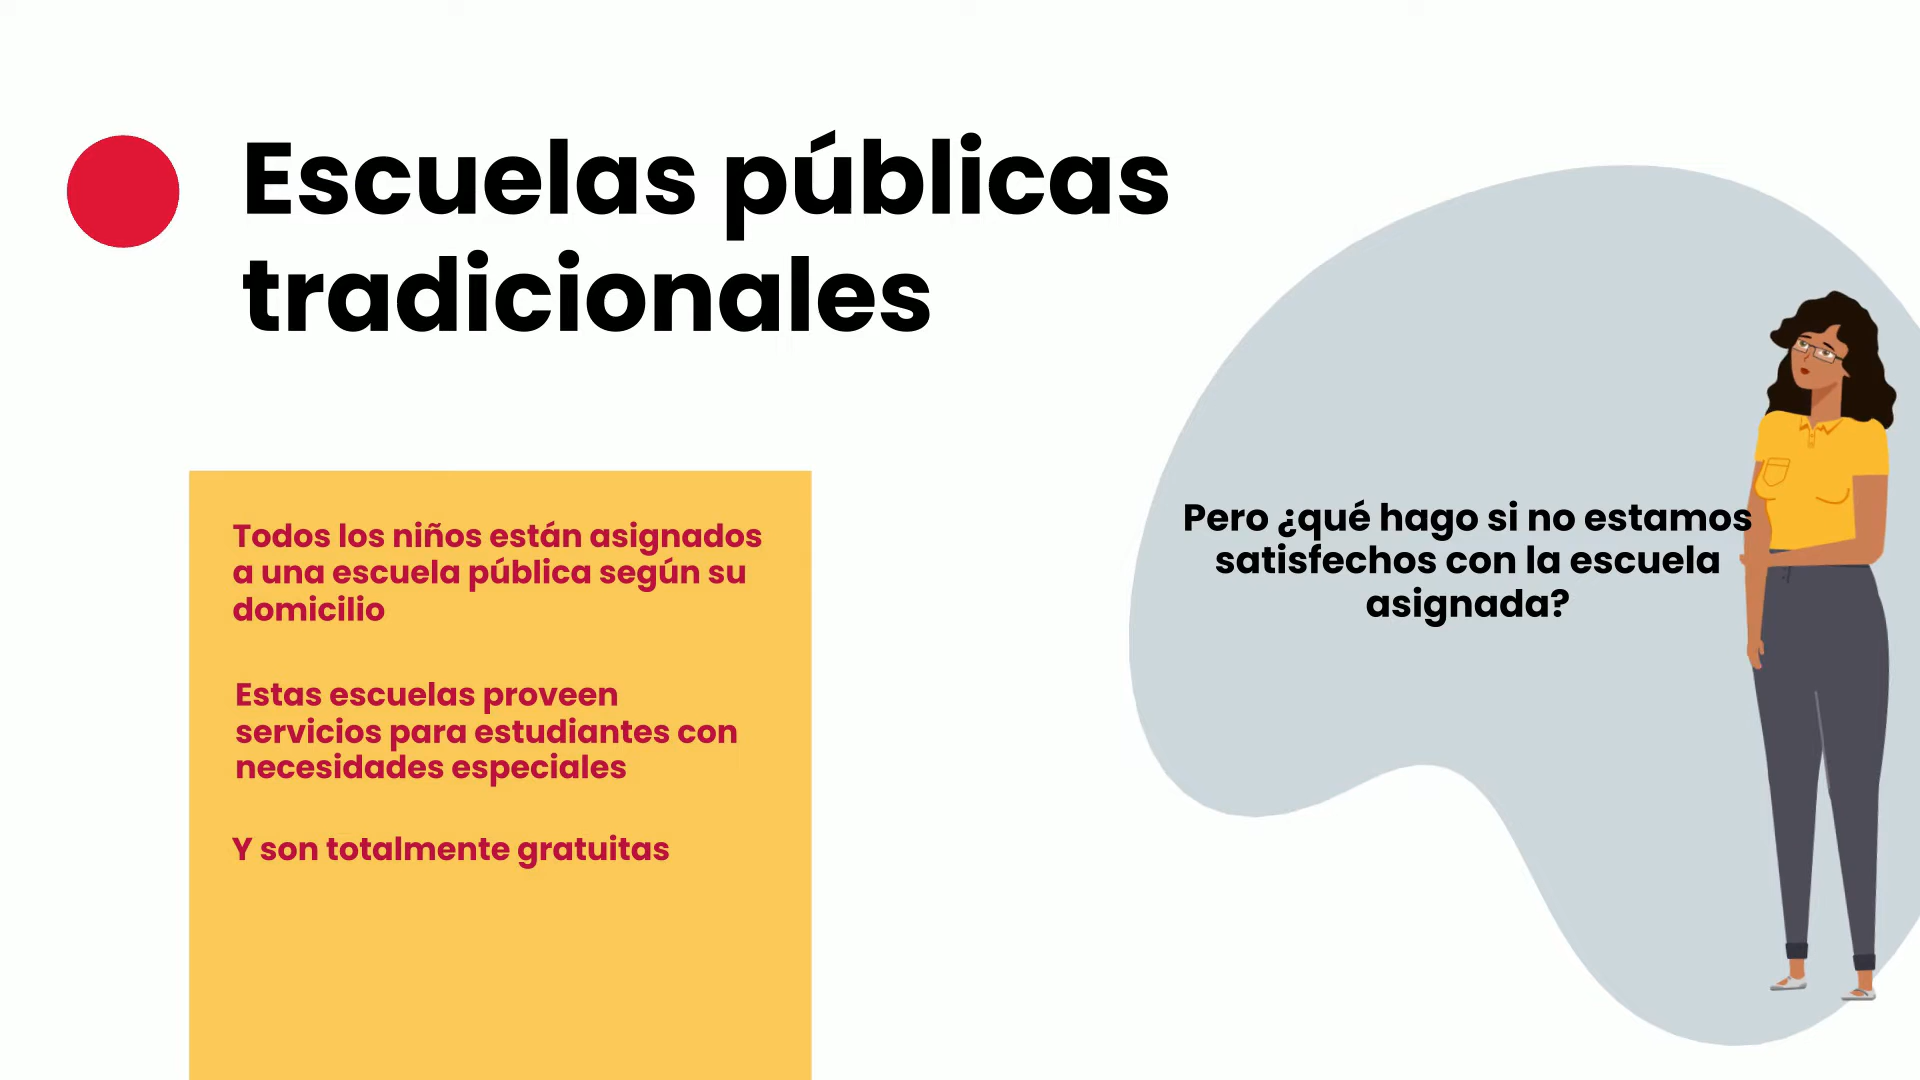 Escuelas públicas
tradicionales
Todos los niños están asignados
a una escuela pública según su
domicilio
Estas escuelas proveen
servicios para estudiantes con
necesidades especiales
Y son totalmente gratuitas
Pero ¿qué hago si no estamos
satisfechos con la escuela
asignada?